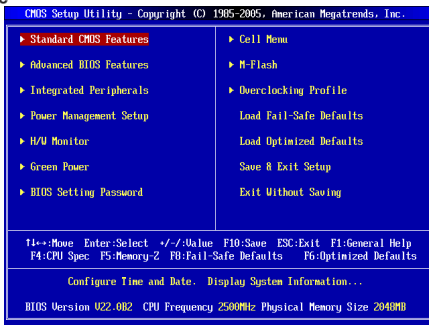 CMOS Setup Utility - Copyright (C) 1985-2005, American Megatrends, Inc.
▶ Standard CMOS Features
▶ Advanced BIOS Features
▶ Integrated Peripherals
▶ Power Management Setup
▶ H/W Monitor
▶ Green Power
▶ BIOS Setting Password
▶ Cell Menu
▶ M-Flash
▶ Overclocking Profile
Load Fail-Safe Defaults
Load Optimized Defaults
Save & Exit Setup
Exit Without Saving
↑↓←→:Move Enter:Select +/-/:Value F10:Save ESC:Exit F1:General Help
F4:CPU Spec F5:Memory-Z F8:Fail-Safe Defaults F6:Optimized Defaults
Configure Time and Date. Display System Information...
BIOS Version V22.0B2 CPU Frequency 2500MHz Physical Memory Size 2048MB